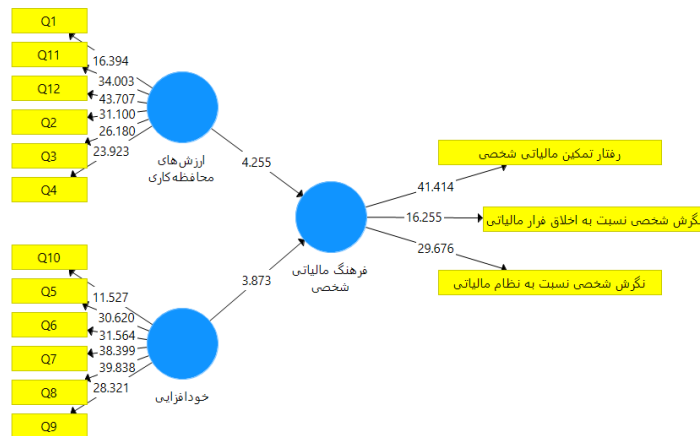 Q1
Q11
Q12
Q2
Q3
Q4
16.394
34.003
43.707
31.100
26.180
23.923
ارزش‌های
محافظه‌کاری
4.255
Q10
Q5
Q6
Q7
Q8
Q9
11.527
30.620
31.564
38.399
39.838
28.321
خودافزایی
3.873
فرهنگ مالیاتی
شخصی
41.414
16.255
29.676
رفتار تمکین مالیاتی شخصی
نگرش شخصی نسبت به اخلاق فرار مالیاتی
نگرش شخصی نسبت به نظام مالیاتی